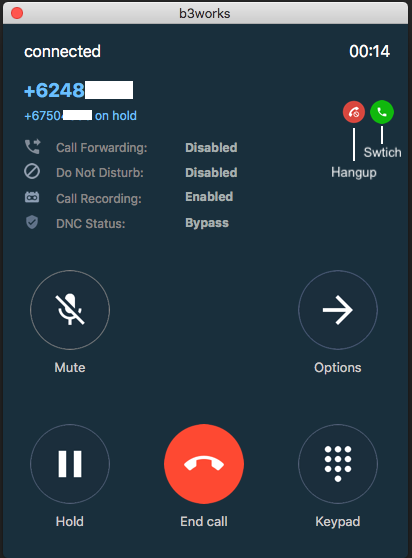 b3works
connected 00:14
+6248
+6750 on hold
Call Forwarding: Disabled
Do Not Disturb: Disabled
Call Recording: Enabled
DNC Status: Bypass
Swtich
Hangup
Mute
Options
Hold
End call
Keypad